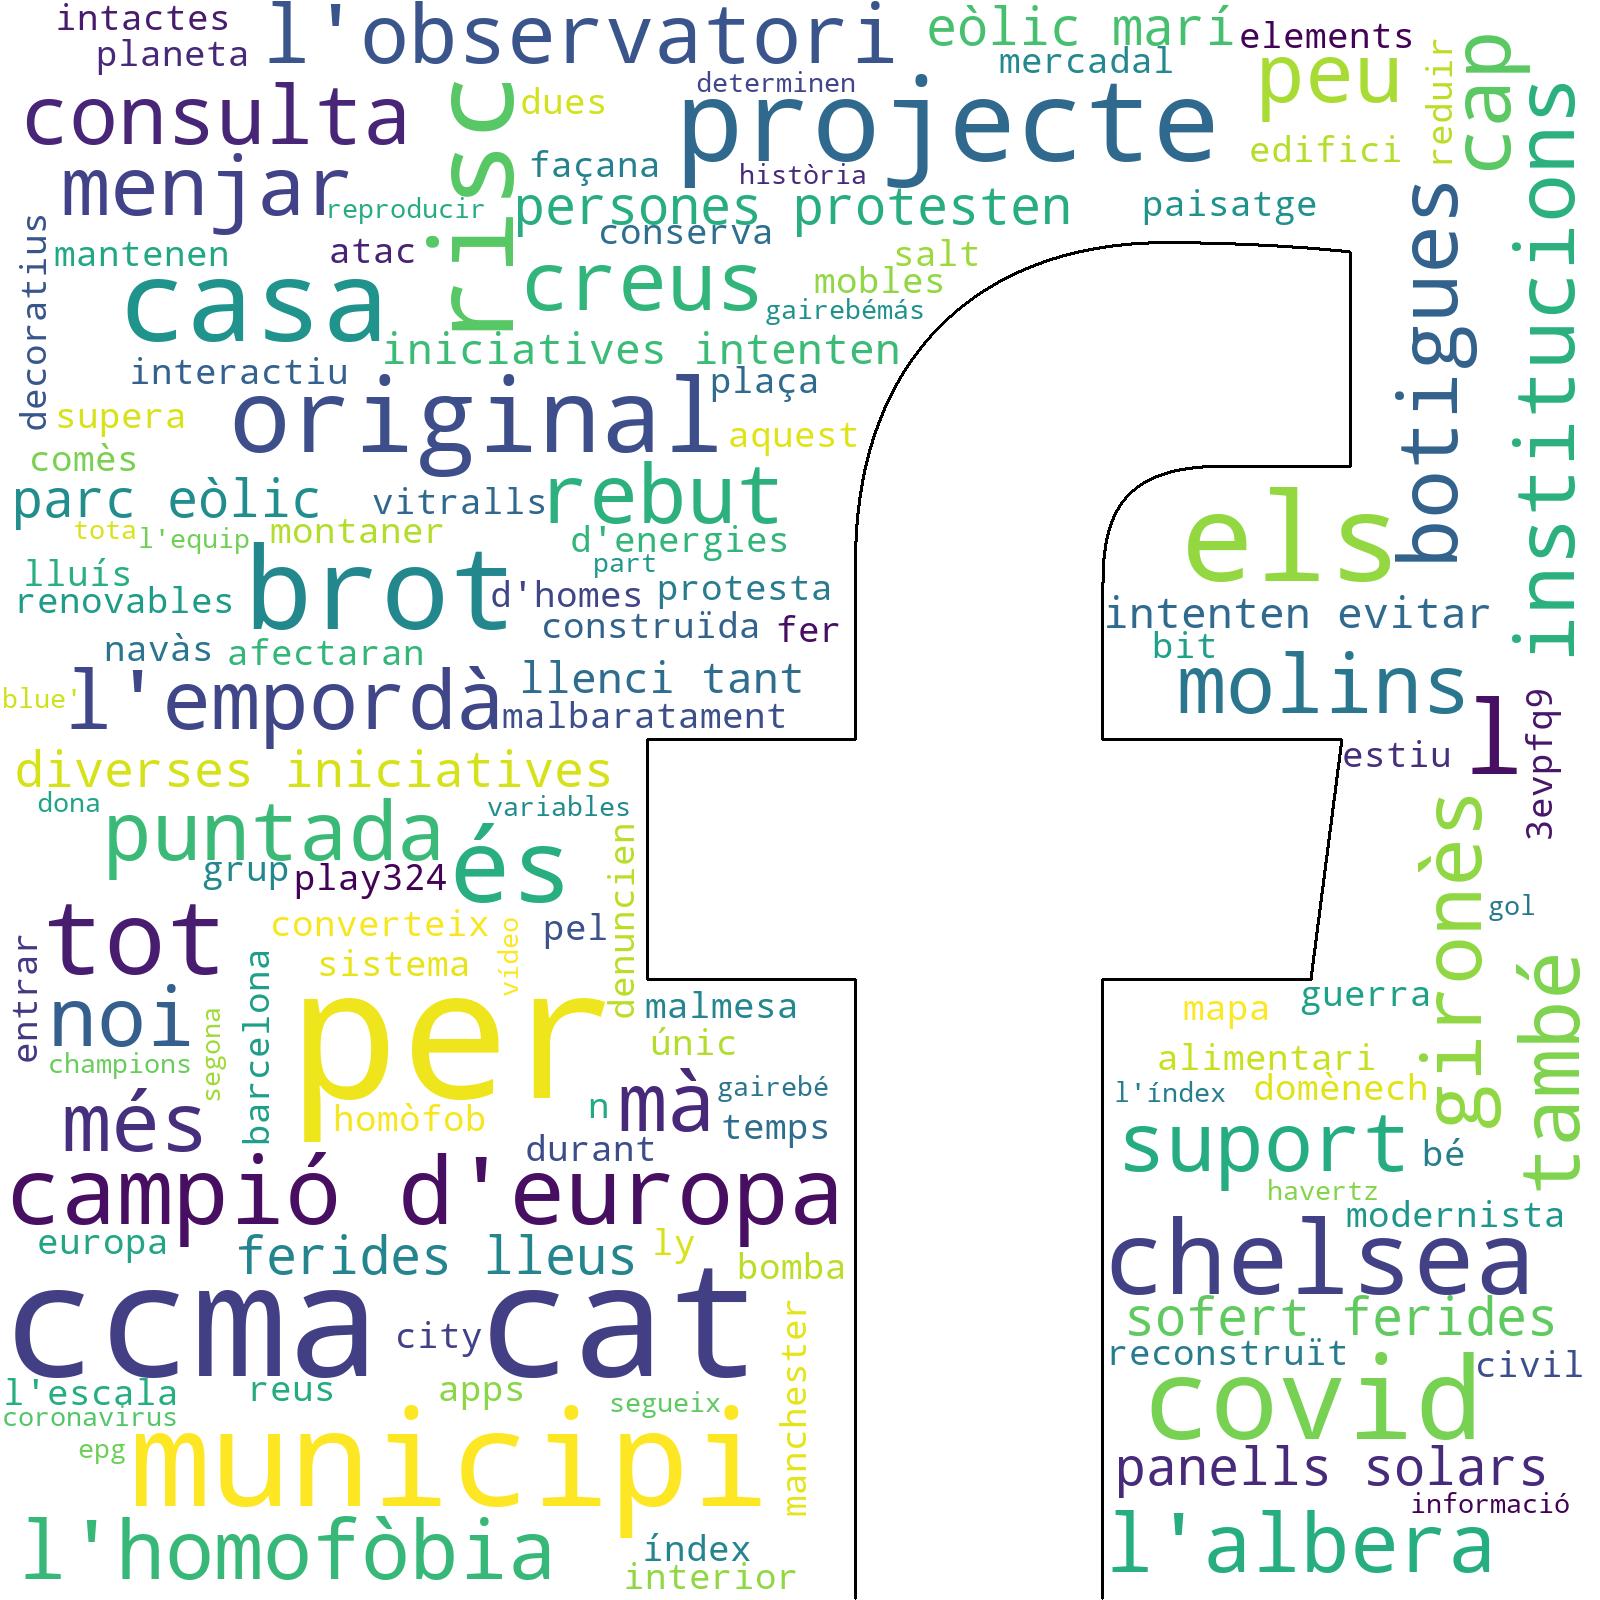 intactes
l'observatori
eòlic marí
elements
planeta
mercadal
peu
reduir
cap
consulta
risc
dues
determinen
projecte
edifici
institucions
menjar
façana
història
botigues
reproducir
persones protesten
paisatge
decoratius
mantenen
atac
conserva
salt
casa
creus
mobles
gairebémás
iniciatives intenten
interactiu
plaça
supera
original
aquest
comès
parc eòlic
vitralls
rebut
els
tota
l'equip
montaner
d'energies
lluís
brot
part
renovables
d'homes
protesta
intenten evitar
construïda
fer
navàs
afectaran
bit
blue'
l'empordà
llenci tant
molins
malbaratament
l
3evpfq9
estiu
diverses iniciatives
dona
puntada
variables
gironès
grup
play324
és
denuncien
tot
converteix
vídeo
pel
gol
entrar
barcelona
sistema
també
noi
per
malmesa
mapa
guerra
champions
segona
únic
alimentari
més
homòfob
n
mà
gairebé
l'índex
domènech
temps
suport
durant
bé
campió d'europa
havertz
modernista
europa
ferides lleus
ly
bomba
chelsea
ccma cat
city
manchester
sofert ferides
reconstruït
civil
l'escala
reus
apps
segueix
covid
coronavirus
epg
municipi
panells solars
informació
l'homofòbia
índex
interior
l'albera